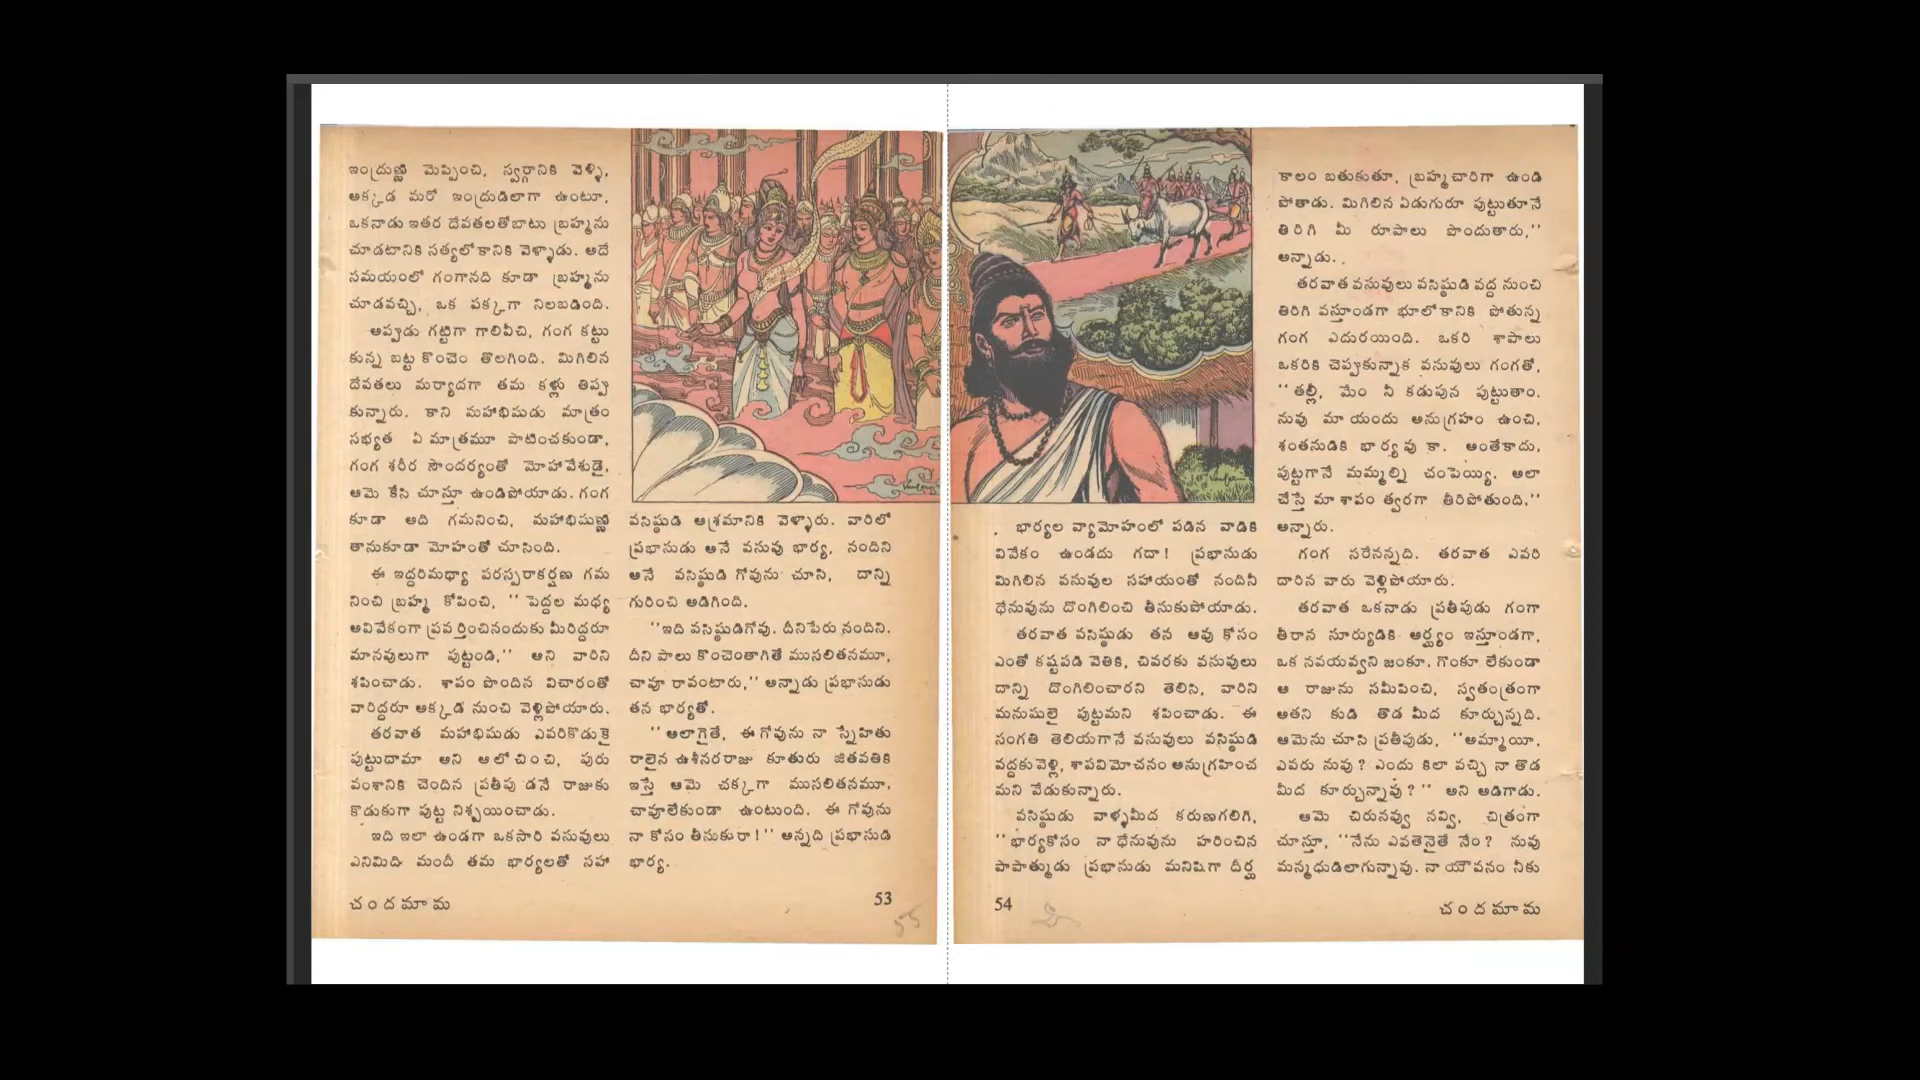 ఇంద్రుణ్ణి మెప్పించి, స్వర్గానికి వెళ్ళి,
అక్కడ మరో ఇంద్రుడిలాగా ఉంటూ,
ఒకనాడు ఇతర దేవతలతోబాటు బ్రహ్మను
చూడటానికి సత్యలోకానికి వెళ్ళాడు. అదే
సమయంలో గంగానది కూడా బ్రహ్మను
చూడవచ్చి, ఒక పక్కగా నిలబడింది.
అప్పడు గట్టిగా గాలివీచి, గంగ కట్టు
కున్న బట్ట కొంచెం తొలగింది. మిగిలిన
దేవతలు మర్యాదగా తమ కళ్లు తిప్పు
కున్నారు. కాని మహాభిషుడు మాత్రం
సభ్యత ఏ మాత్రమూ పాటించకుండా,
గంగ శరీర సౌందర్యంతో మోహావేశుడై,
ఆమె కేసి చూస్తూ ఉండిపోయాడు. గంగ
కూడా అది గమనించి, మహాభిషుణ్ణి
తానుకూడా మోహంతో చూసింది.
ఈ ఇద్దరిమధ్యా పరస్పరాకర్షణ గమ
నించి బ్రహ్మ కోపించి, "పెద్దల మధ్య
అవివేకంగా ప్రవర్తించినందుకు మీరిద్దరూ
మానవులుగా పుట్టండి," అని వారిని
శపించాడు. శాపం పొందిన విచారంతో
వారిద్దరూ అక్కడి నుంచి వెళ్లిపోయారు.
తరవాత మహాభిషుడు ఎవరికొడుకై
పుట్టుదామా అని ఆలోచించి, పురు
వంశానికి చెందిన ప్రతీపు డనే రాజుకు
కొడుకుగా పుట్ట నిశ్చయించాడు.
ఇది ఇలా ఉండగా ఒకసారి వసువులు
ఎనిమిది మందీ తమ భార్యలతో సహా
వసిష్ఠుడి ఆశ్రమానికి వెళ్ళారు. వారిలో
ప్రభాసుడు అనే వసువు భార్య, నందిని
అనే వసిష్ఠుడి గోవును చూసి, దాన్ని
గురించి అడిగింది.
"ఇది వసిష్ఠుడిగోవు. దీనిపేరు నందిని.
దీని పాలు కొంచెంతాగితే ముసలితనమూ,
చావూ రావంటారు," అన్నాడు ప్రభాసుడు
తన భార్యతో.
"అలాగైతే, ఈ గోవును నా స్నేహితు
రాలైన ఉశీనరరాజు కూతురు జితవతికి
ఇస్తే ఆమె చక్కగా ముసలితనమూ,
చావూలేకుండా ఉంటుంది. ఈ గోవును
నా కోసం తీసుకురా!" అన్నది ప్రభాసుడి
భార్య.
చందమామ
53
55
భార్యల వ్యామోహంలో పడిన వాడికి
వివేకం ఉండదు గదా! ప్రభాసుడు
మిగిలిన వసువుల సహాయంతో నందినీ
ధేనువును దొంగిలించి తీసుకుపోయాడు.
తరవాత వసిష్ఠుడు తన ఆవు కోసం
ఎంతో కష్టపడి వెతికి, చివరకు వసువులు
దాన్ని దొంగిలించారని తెలిసి, వారిని
మనుషులై పుట్టమని శపించాడు. ఈ
సంగతి తెలియగానే వసువులు వసిష్ఠుడి
వద్దకువెళ్లి, శాపవిమోచనం అనుగ్రహించ
మని వేడుకున్నారు.
వసిష్ఠుడు వాళ్ళమీద కరుణగలిగి,
"భార్యకోసం నా ధేనువును హరించిన
పాపాత్ముడు ప్రభాసుడు మనిషిగా దీర్ఘ
కాలం బతుకుతూ, బ్రహ్మచారిగా ఉండి
పోతాడు. మిగిలిన ఏడుగురూ పుట్టుతూనే
తిరిగి మీ రూపాలు పొందుతారు,"
అన్నాడు.
తరవాత వసువులు వసిష్ఠుడి వద్ద నుంచి
తిరిగి వస్తూండగా భూలోకానికి పోతున్న
గంగ ఎదురయింది. ఒకరి శాపాలు
ఒకరికి చెప్పుకున్నాక వసువులు గంగతో,
"తల్లీ, మేం నీ కడుపున పుట్టుతాం.
నువు మా యందు అనుగ్రహం ఉంచి,
శంతనుడికి భార్యవు కా. అంతేకాదు,
పుట్టగానే మమ్మల్ని చంపెయ్యి. అలా
చేస్తే మా శాపం త్వరగా తీరిపోతుంది,"
అన్నారు.
గంగ సరేనన్నది. తరవాత ఎవరి
దారిన వారు వెళ్లిపోయారు.
తరవాత ఒకనాడు ప్రతీపుడు గంగా
తీరాన సూర్యుడికి అర్ఘ్యం ఇస్తూండగా,
ఒక నవయవ్వని జంకూ, గొంకూ లేకుండా
ఆ రాజును సమీపించి, స్వతంత్రంగా
అతని కుడి తొడ మీద కూర్చున్నది.
ఆమెను చూసి ప్రతీపుడు, "అమ్మాయీ,
ఎవరు నువు? ఎందు కిలా వచ్చి నా తొడ
మీద కూర్చున్నావు?" అని అడిగాడు.
ఆమె చిరునవ్వు నవ్వి, చిత్రంగా
చూస్తూ, "నేను ఎవతెనైతే నేం? నువు
మన్మథుడిలాగున్నావు. నా యౌవనం నీకు
54
చందమామ